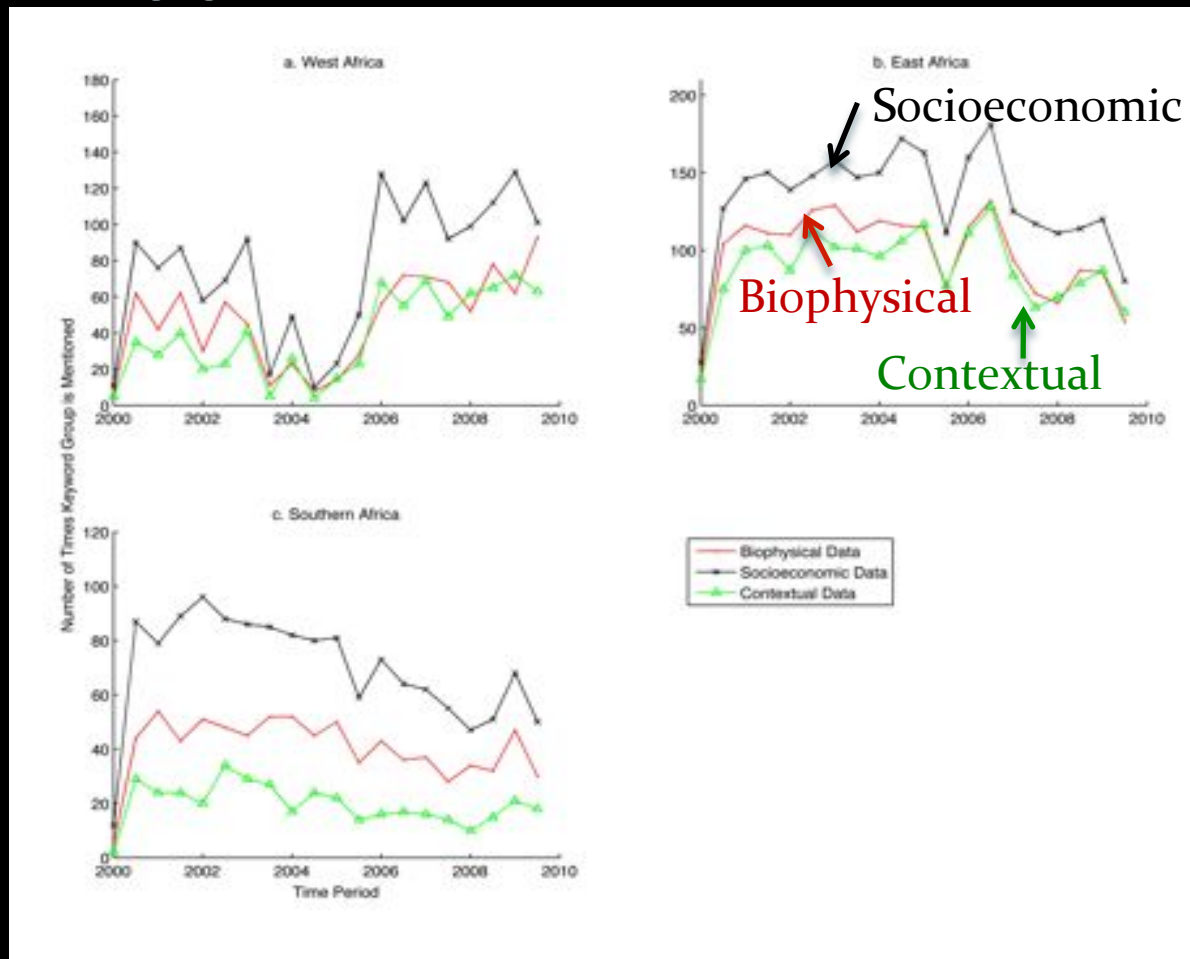 a. West Africa
180
160
140
120
100
80
60
40
20
0
2000 2002 2004 2006 2008 2010
b. East Africa
Socioeconomic
200
150
100
50
0
Biophysical
Contextual
2000 2002 2004 2006 2008 2010
Number of Times Keyword Group is Mentioned
c. Southern Africa
120
100
80
60
40
20
0
2000 2002 2004 2006 2008 2010
Time Period
Biophysical Data
Socioeconomic Data
Contextual Data